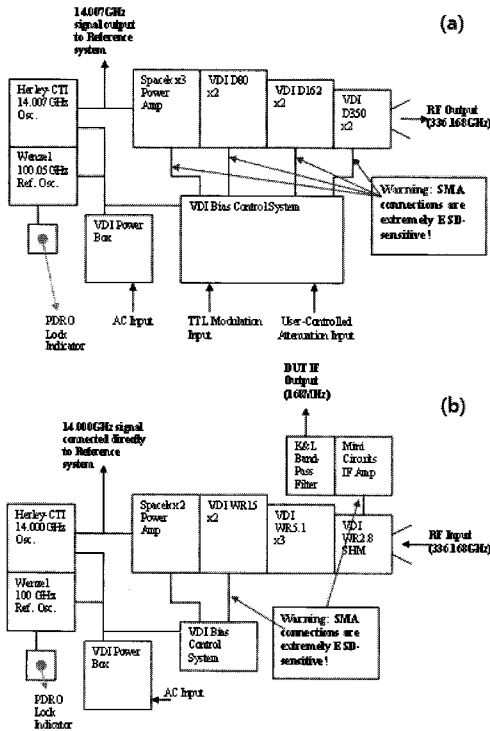 14.007GHz
signal output
to Reference
system
(a)
Herley-CTI
14.007GHz
Osc.
Spacek x3
Power
Amp
VDI D80
x2
VDI D162
x2
VDI
D350
x2
RF Output
(336.168GHz)
Wenzel
100.05GHz
Ref. Osc.
VDI Power
Box
VDI Bias Control System
Warning: SMA
connections are
extremely ESD-
sensitive!
PDRO
Lock
Indicator
AC Input
TTL Modulation
Input
User-Controlled
Attenuation Input
DUT IF
Output
(168MHz)
(b)
14.000GHz signal
connected directly
to Reference
system
K&L
Band-
Pass
Filter
Mini
Circuits
IF Amp
Herley-CTI
14.000GHz
Osc.
Spacek x2
Power
Amp
VDI WR15
x2
VDI
WR5.1
x3
VDI
WR2.8
SHM
RF Input
(336.168GHz)
Wenzel
100 GHz
Ref. Osc.
VDI Power
Box
VDI Bias
Control
System
Warning: SMA
connections are
extremely ESD-
sensitive!
PDRO
Lock
Indicator
AC Input